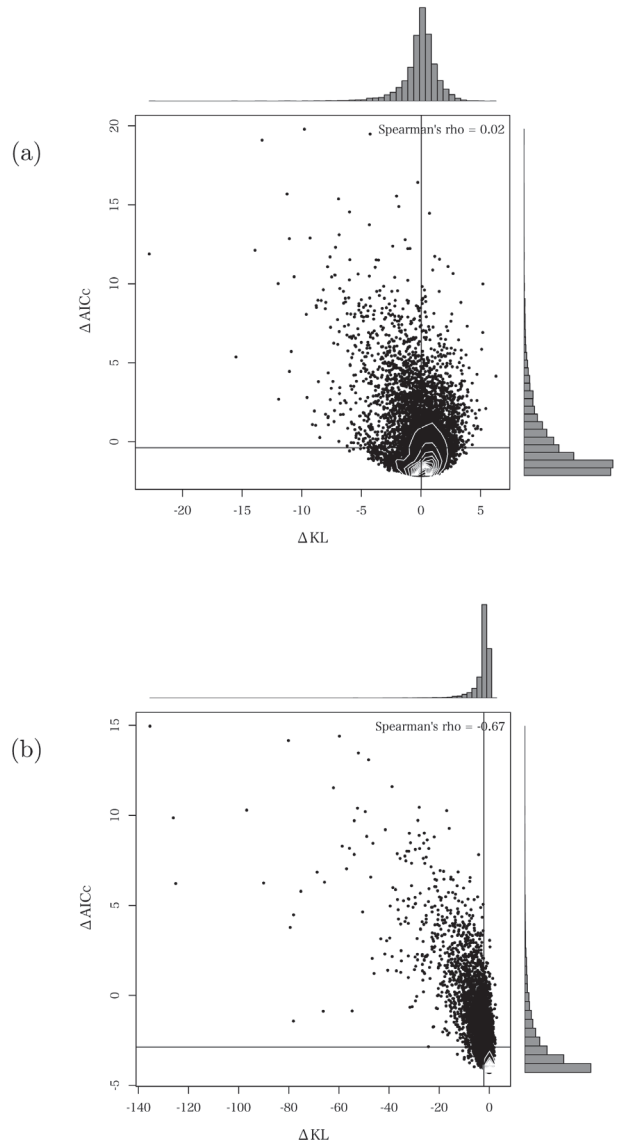 (a)
Spearman's rho = 0.02
20
15
10
5
0
ΔAICc
-20 -15 -10 -5 0 5
ΔKL
(b)
Spearman's rho = -0.67
15
10
5
0
-5
ΔAICc
-140 -120 -100 -80 -60 -40 -20 0
ΔKL